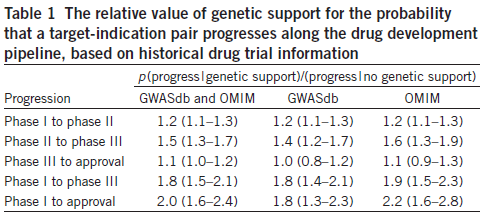 Table 1 The relative value of genetic support for the probability
that a target-indication pair progresses along the drug development
pipeline, based on historical drug trial information
p(progress|genetic support)/(progress|no genetic support)
Progression GWASdb and OMIM GWASdb OMIM
Phase I to phase II 1.2 (1.1–1.3) 1.2 (1.1–1.3) 1.2 (1.1–1.3)
Phase II to phase III 1.5 (1.3–1.7) 1.4 (1.2–1.7) 1.6 (1.3–1.9)
Phase III to approval 1.1 (1.0–1.2) 1.0 (0.8–1.2) 1.1 (0.9–1.3)
Phase I to phase III 1.8 (1.5–2.1) 1.8 (1.4–2.1) 1.9 (1.5–2.3)
Phase I to approval 2.0 (1.6–2.4) 1.8 (1.3–2.3) 2.2 (1.6–2.8)